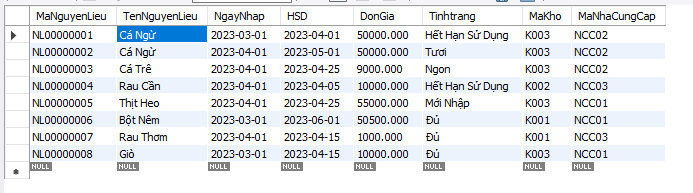 MaNguyenLieu TenNguyenLieu NgayNhap HSD DonGia Tinhtrang MaKho MaNhaCungCap
NL00000001 Cá Ngừ 2023-03-01 2023-04-01 50000.000 Hết Hạn Sử Dụng K003 NCC02
NL00000002 Cá Ngừ 2023-04-01 2023-05-01 50000.000 Tươi K003 NCC02
NL00000003 Cá Trê 2023-04-01 2023-04-25 9000.000 Ngon K003 NCC02
NL00000004 Rau Cần 2023-03-01 2023-04-05 10000.000 Hết Hạn Sử Dụng K002 NCC03
NL00000005 Thịt Heo 2023-04-01 2023-04-25 55000.000 Mới Nhập K003 NCC01
NL00000006 Bột Nêm 2023-03-01 2023-06-01 50500.000 Đủ K001 NCC01
NL00000007 Rau Thơm 2023-04-01 2023-04-15 1000.000 Đủ K001 NCC03
NL00000008 Giò 2023-03-01 2023-04-15 10000.000 Đủ K003 NCC01
NULL NULL NULL NULL NULL NULL NULL NULL